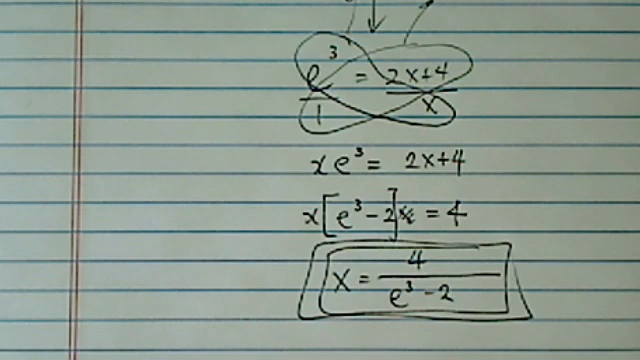 e³/1 = 2x+4/x
xe³ = 2x+4
x[e³-2] = 4
x = 4/e³-2